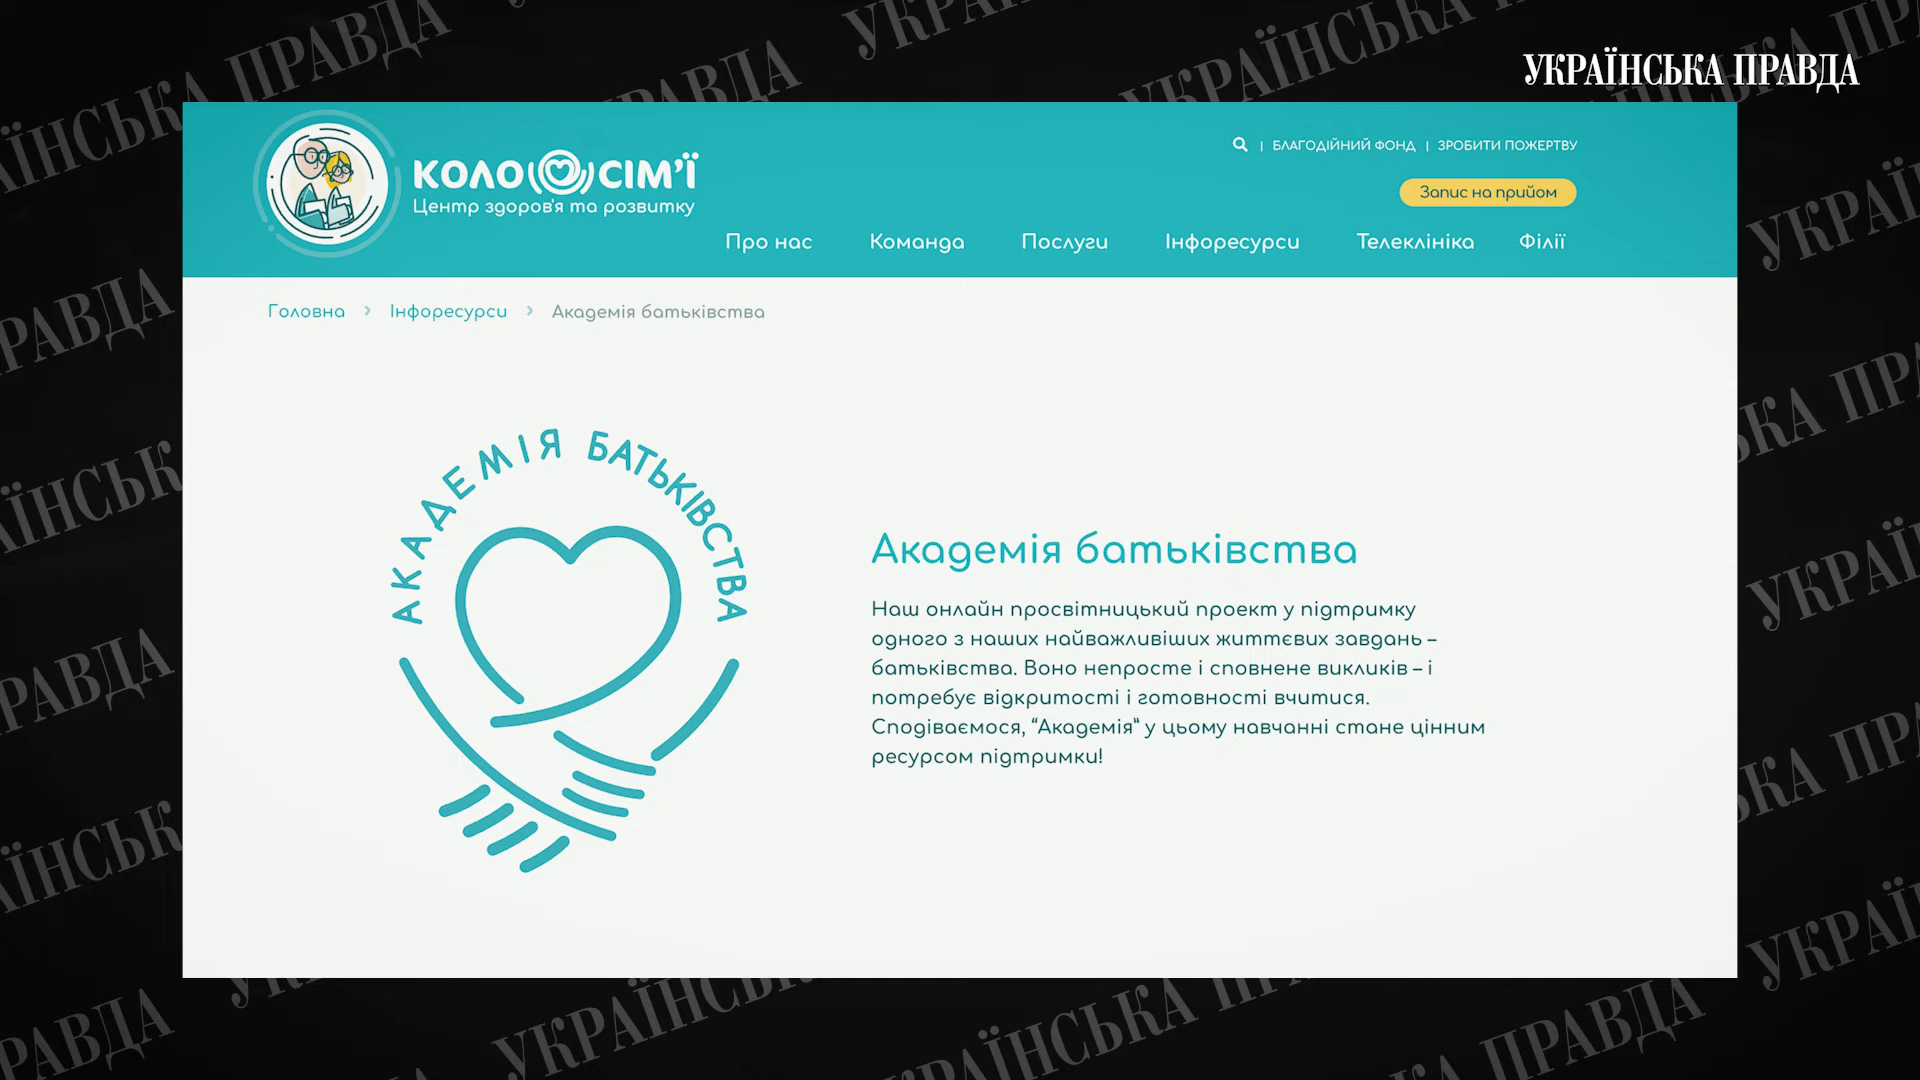 УКРАЇНСЬКА ПРАВДА
КОЛО СІМ'Ї
Центр здоров'я та розвитку
| БЛАГОДІЙНИЙ ФОНД | ЗРОБИТИ ПОЖЕРТВУ
Запис на прийом
Про нас Команда Послуги Інфоресурси Телеклініка Філії
Головна › Інфоресурси › Академія батьківства
АКАДЕМІЯ БАТЬКІВСТВА
Академія батьківства
Наш онлайн просвітницький проект у підтримку
одного з наших найважливіших життєвих завдань –
батьківства. Воно непросте і сповнене викликів – і
потребує відкритості і готовності вчитися.
Сподіваємося, “Академія” у цьому навчанні стане цінним
ресурсом підтримки!